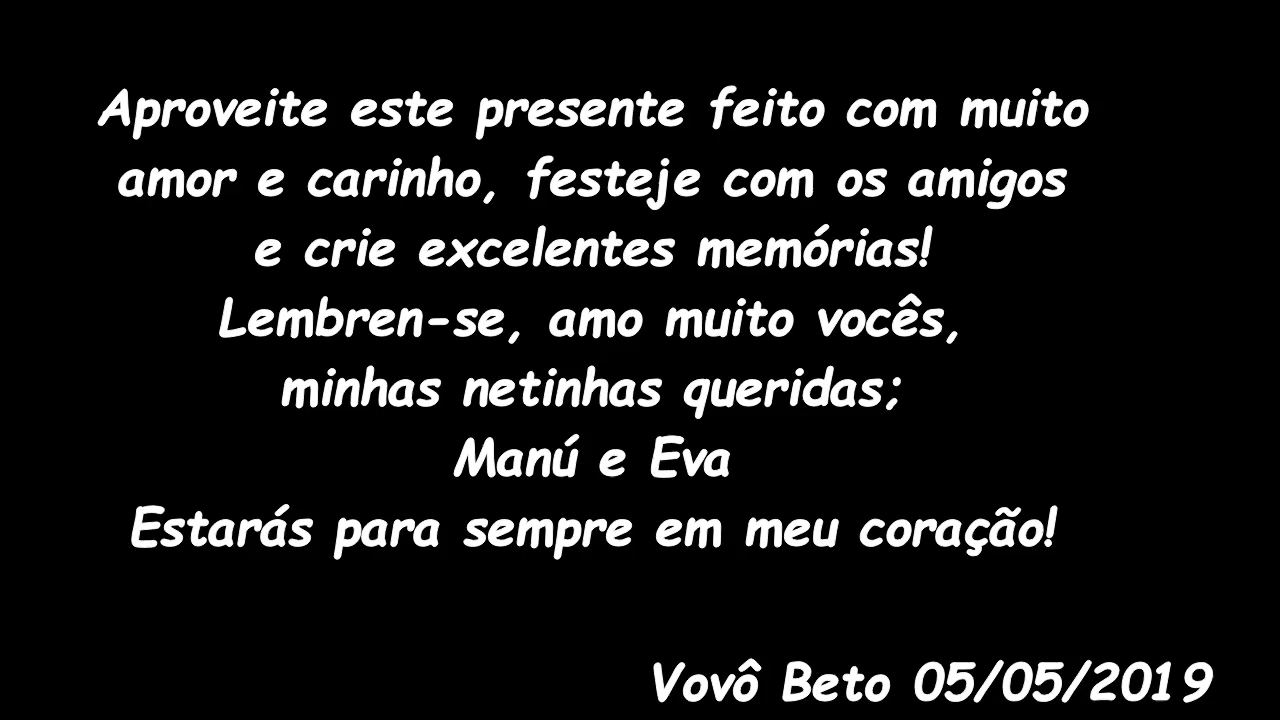 Aproveite este presente feito com muito
amor e carinho, festeje com os amigos
e crie excelentes memórias!
Lembren-se, amo muito vocês,
minhas netinhas queridas;
Manú e Eva
Estarás para sempre em meu coração!
Vovô Beto 05/05/2019